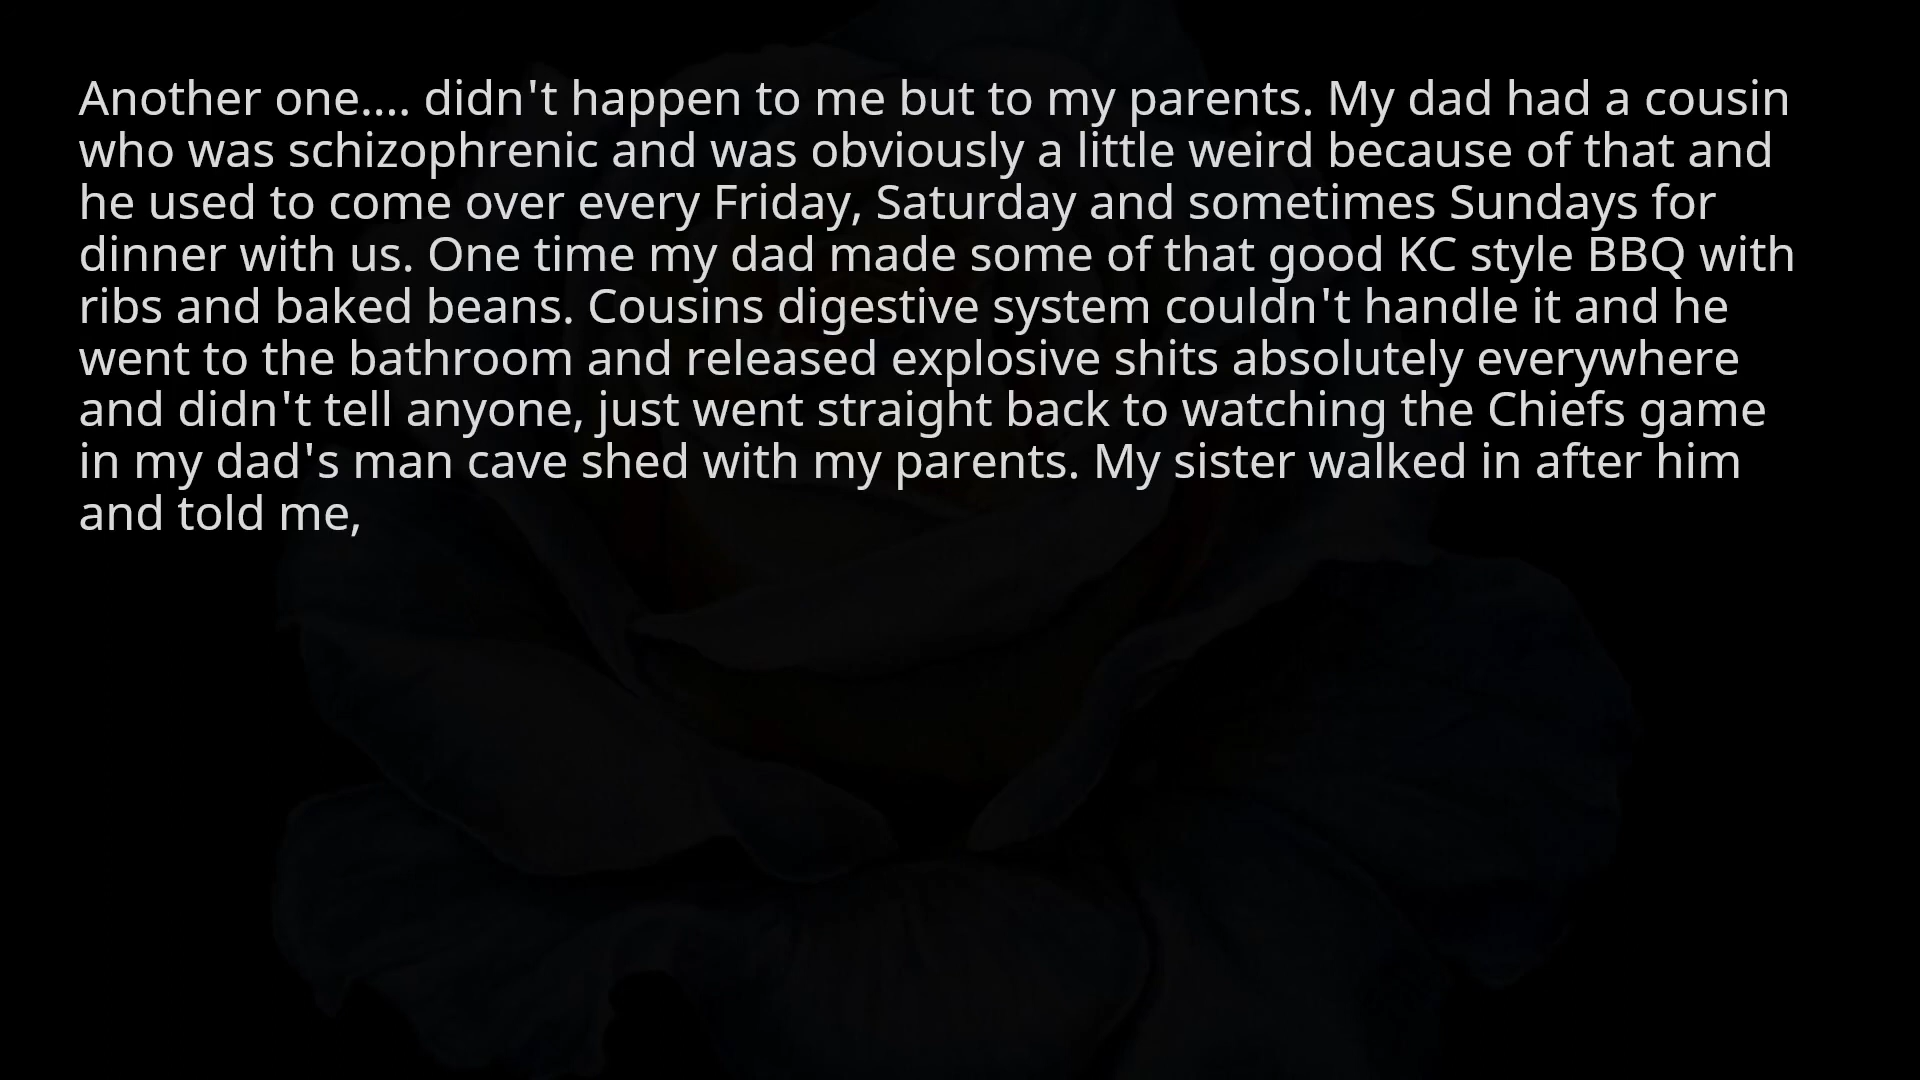 Another one.... didn't happen to me but to my parents. My dad had a cousin
who was schizophrenic and was obviously a little weird because of that and
he used to come over every Friday, Saturday and sometimes Sundays for
dinner with us. One time my dad made some of that good KC style BBQ with
ribs and baked beans. Cousins digestive system couldn't handle it and he
went to the bathroom and released explosive shits absolutely everywhere
and didn't tell anyone, just went straight back to watching the Chiefs game
in my dad's man cave shed with my parents. My sister walked in after him
and told me,